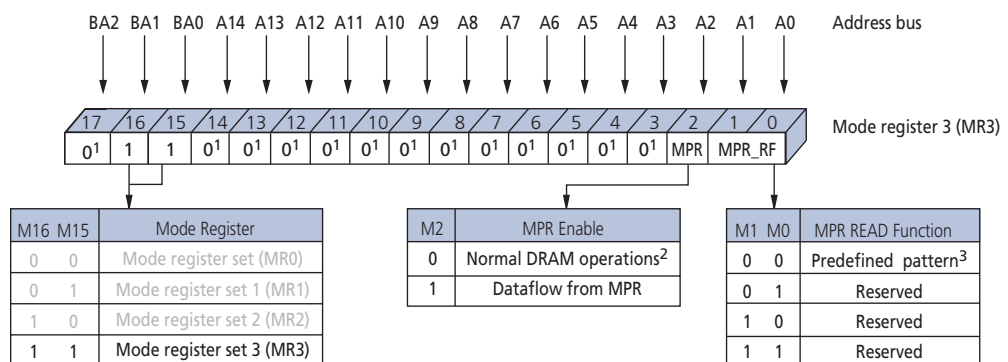 BA2 BA1 BA0 A14 A13 A12 A11 A10 A9 A8 A7 A6 A5 A4 A3 A2 A1 A0 Address bus
17 16 15 14 13 12 11 10 9 8 7 6 5 4 3 2 1 0 Mode register 3 (MR3)
0¹ 1 1 0¹ 0¹ 0¹ 0¹ 0¹ 0¹ 0¹ 0¹ 0¹ 0¹ 0¹ 0¹ MPR MPR_RF
M16 M15 Mode Register
0 0 Mode register set (MR0)
0 1 Mode register set 1 (MR1)
1 0 Mode register set 2 (MR2)
1 1 Mode register set 3 (MR3)
M2 MPR Enable
0 Normal DRAM operations²
1 Dataflow from MPR
M1 M0 MPR READ Function
0 0 Predefined pattern³
0 1 Reserved
1 0 Reserved
1 1 Reserved